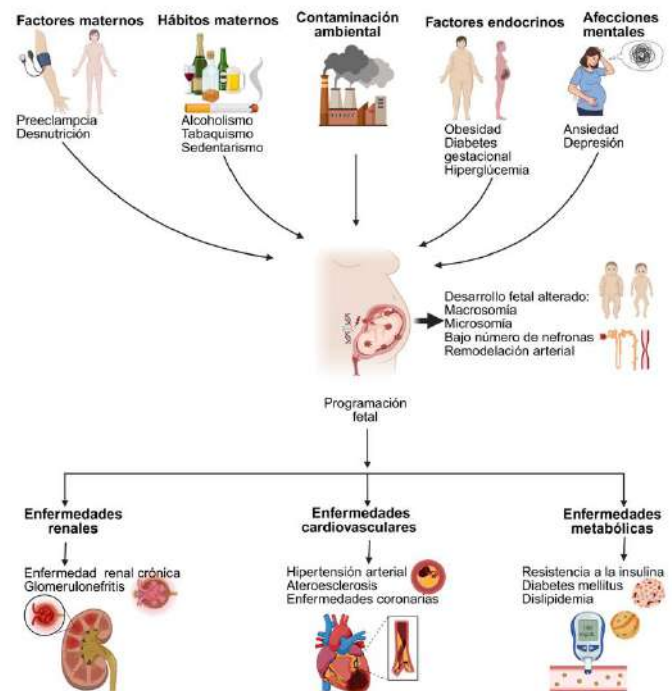 Factores maternos
Preeclampcia
Desnutrición
Hábitos maternos
Alcoholismo
Tabaquismo
Sedentarismo
Contaminación
ambiental
Factores endocrinos
Obesidad
Diabetes
gestacional
Hiperglúcemia
Afecciones
mentales
Ansiedad
Depresión
Desarrollo fetal alterado:
Macrosomía
Microsomía
Bajo número de nefronas
Remodelación arterial
Programación
fetal
Enfermedades
renales
Enfermedad renal crónica
Glomerulonefritis
Enfermedades
cardiovasculares
Hipertensión arterial
Ateroesclerosis
Enfermedades coronarias
Enfermedades
metabólicas
Resistencia a la insulina
Diabetes mellitus
Dislipidemia